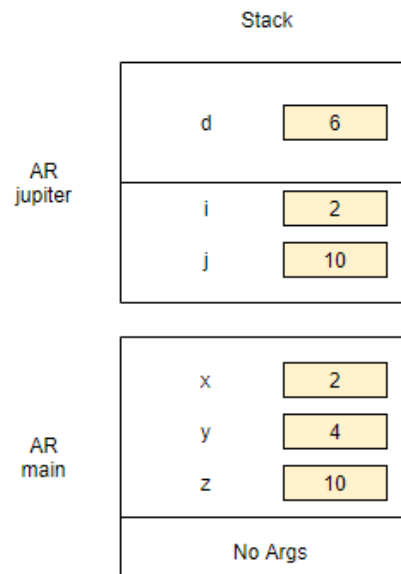 Stack
AR
jupiter
d 6
i 2
j 10
AR
main
x 2
y 4
z 10
No Args